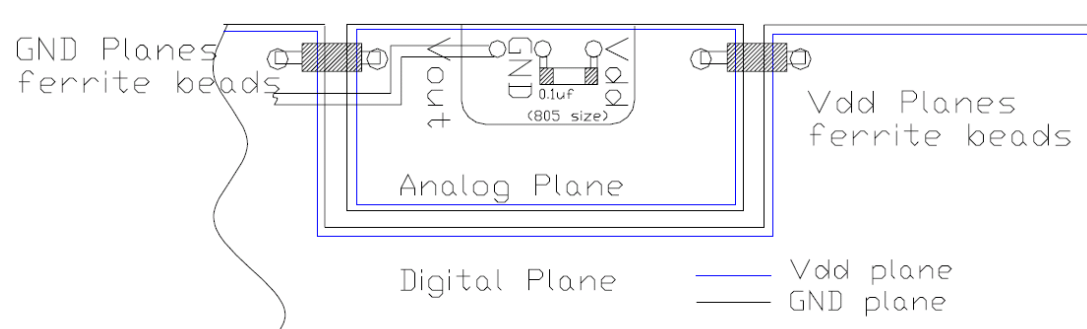 GND Planes
ferrite beads
Vout
GND
Vdd
0.1uf
(805 size)
Vdd Planes
ferrite beads
Analog Plane
Digital Plane
Vdd plane
GND plane